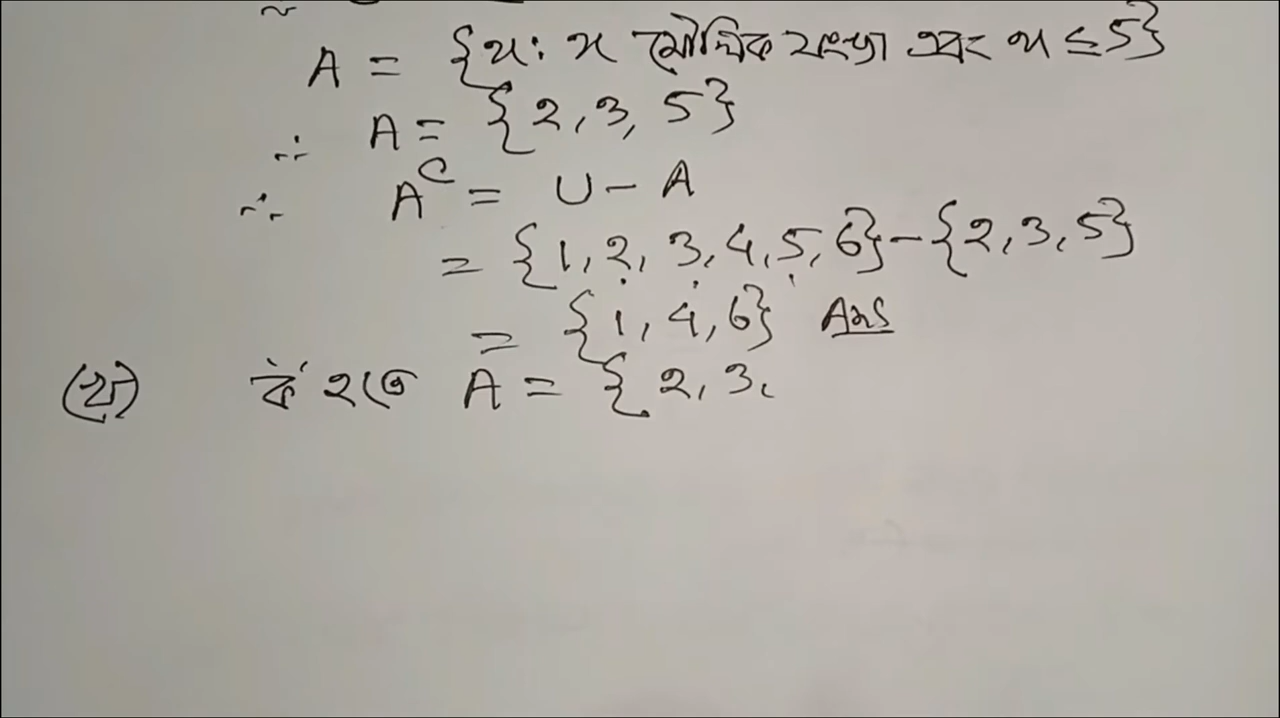 A = {x: x মৌলিক সংখ্যা এবং x ≤ 5}
∴ A = {2, 3, 5}
∴ A^C = U - A
= {1, 2, 3, 4, 5, 6} - {2, 3, 5}
= {1, 4, 6} Ans
(খ) 'ক' হতে A = {2, 3,